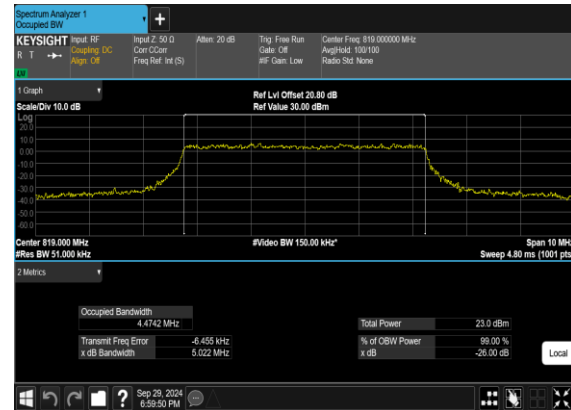 Spectrum Analyzer 1
Occupied BW
+
KEYSIGHT Input: RF Input Z: 50 Ω Atten: 20 dB Trig: Free Run Center Freq: 819.000000 MHz
R T Coupling: DC Corr CCorr Gate: Off Avg|Hold: 100/100
Align: Off Freq Ref: Int (S) #IF Gain: Low Radio Std: None
1 Graph
Ref Lvl Offset 20.80 dB
Scale/Div 10.0 dB Ref Value 30.00 dBm
Log
20.0
10.0
0.00
-10.0
-20.0
-30.0
-40.0
-50.0
-60.0
Center 819.000 MHz #Video BW 150.00 kHz* Span 10 MHz
#Res BW 51.000 kHz Sweep 4.80 ms (1001 pts
2 Metrics
Occupied Bandwidth
4.4742 MHz Total Power 23.0 dBm
Transmit Freq Error -6.455 kHz % of OBW Power 99.00 %
x dB Bandwidth 5.022 MHz x dB -26.00 dB
Local
? Sep 29, 2024
6:59:50 PM